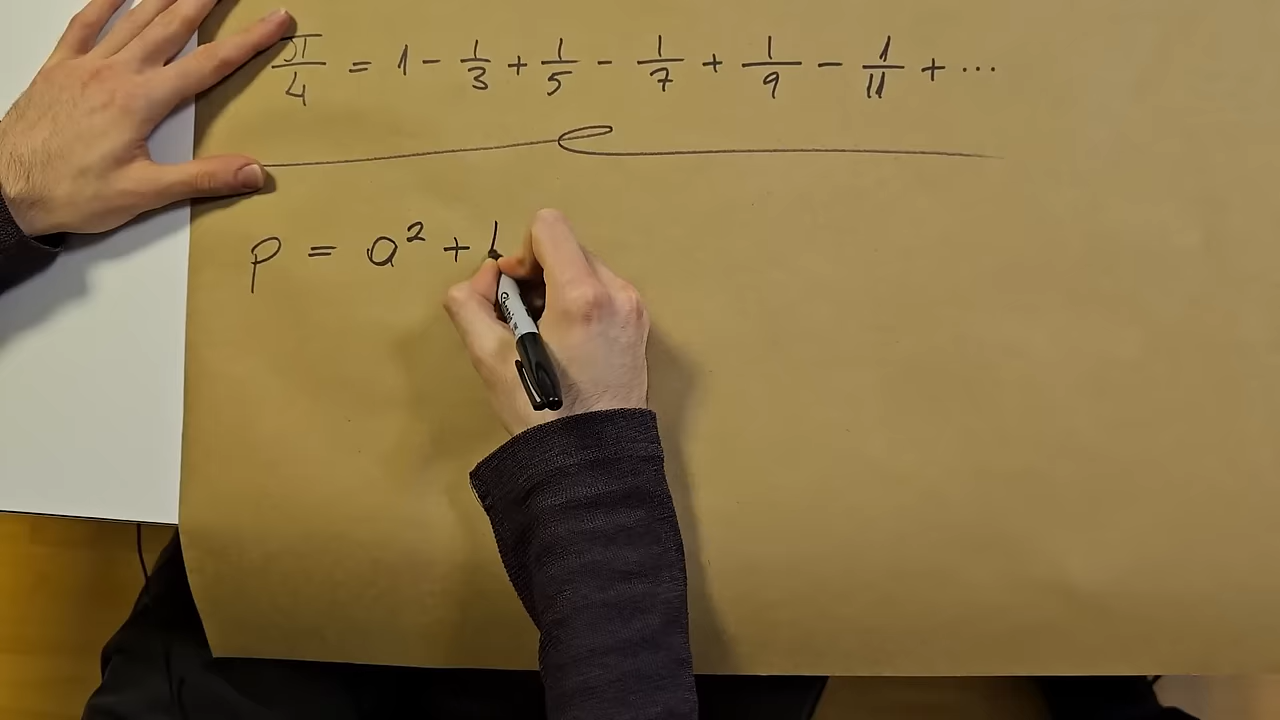 π/4 = 1 - 1/3 + 1/5 - 1/7 + 1/9 - 1/11 + ...
p = a² +